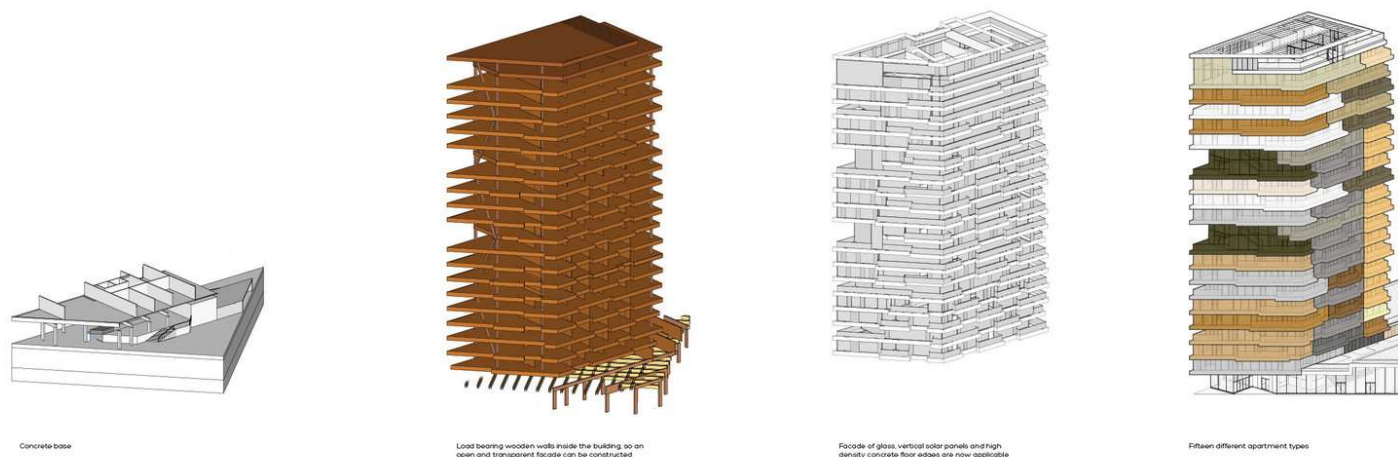 Concrete base
Load bearing wooden walls inside the building, so an
open and transparent facade can be constructed
Facade of glass, vertical solar panels and high
density concrete floor edges are now applicable
Fifteen different apartment types